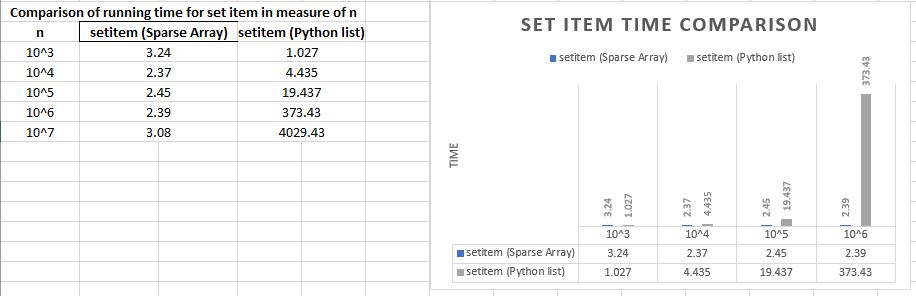 Comparison of running time for set item in measure of n
n setitem (Sparse Array) setitem (Python list)
10^3 3.24 1.027
10^4 2.37 4.435
10^5 2.45 19.437
10^6 2.39 373.43
10^7 3.08 4029.43
SET ITEM TIME COMPARISON
setitem (Sparse Array) setitem (Python list)
TIME
3.24 1.027 2.37 4.435 2.45 19.437 2.39 373.43
10^3 10^4 10^5 10^6
setitem (Sparse Array) 3.24 2.37 2.45 2.39
setitem (Python list) 1.027 4.435 19.437 373.43